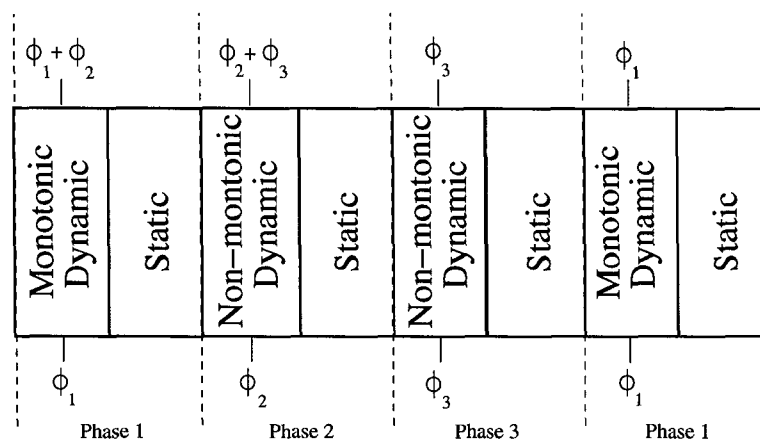 ϕ1 + ϕ2
ϕ2 + ϕ3
ϕ3
ϕ1
Monotonic
Dynamic
Static
Non-montonic
Dynamic
Static
Non-montonic
Dynamic
Static
Monotonic
Dynamic
Static
ϕ1
ϕ2
ϕ3
ϕ1
Phase 1
Phase 2
Phase 3
Phase 1